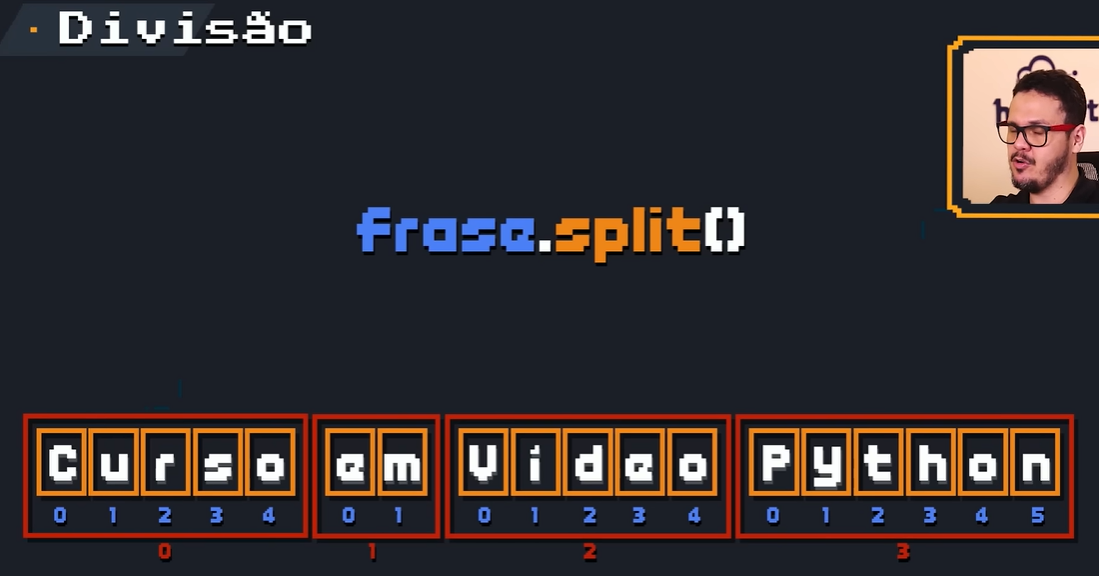 Divisão
frase.split()
Curso em Video Python
0 1 2 3 4 0 1 0 1 2 3 4 0 1 2 3 4 5
0 1 2 3